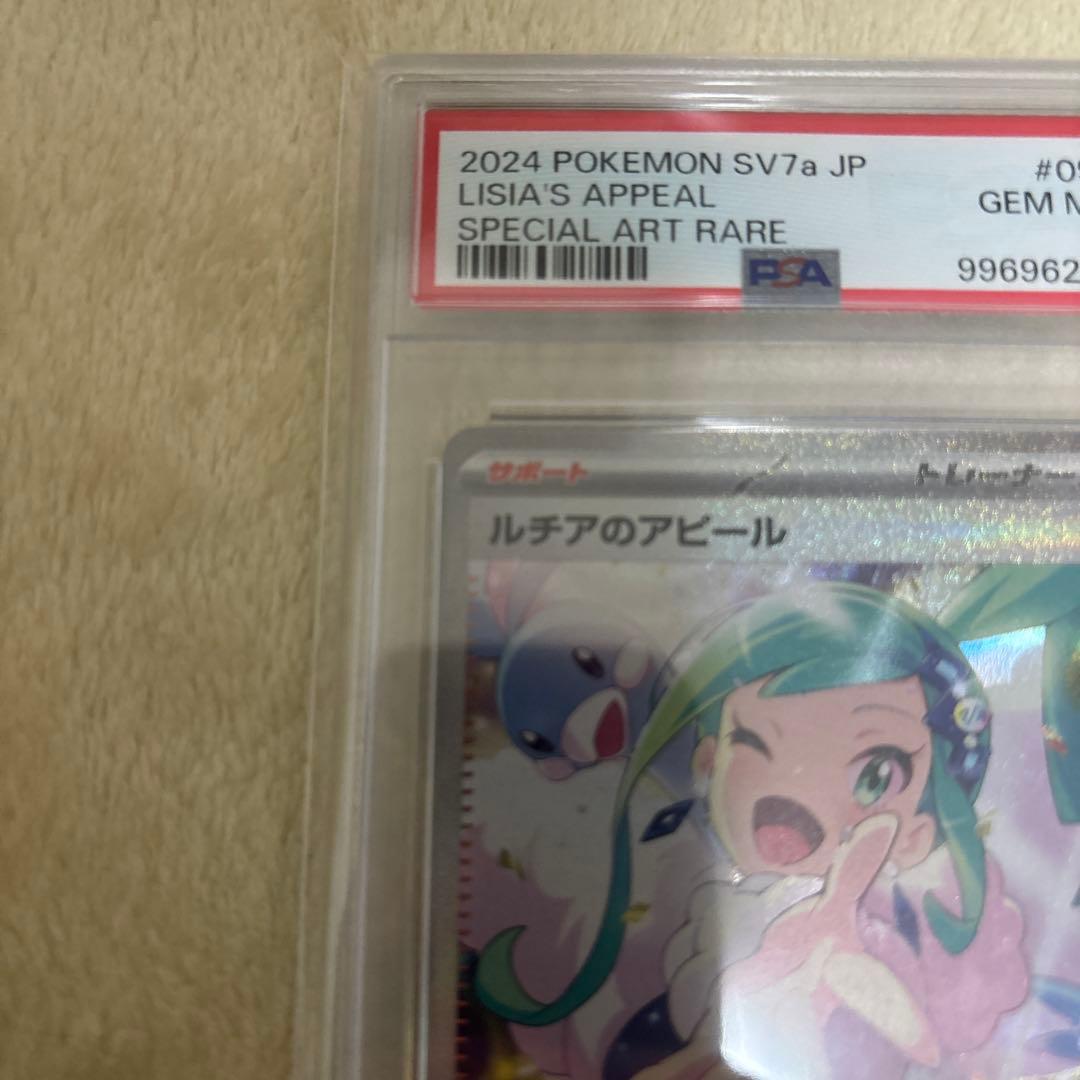 2024 POKEMON SV7a JP
LISIA'S APPEAL
SPECIAL ART RARE
GEM
PSA
サポート
ルチアのアピール